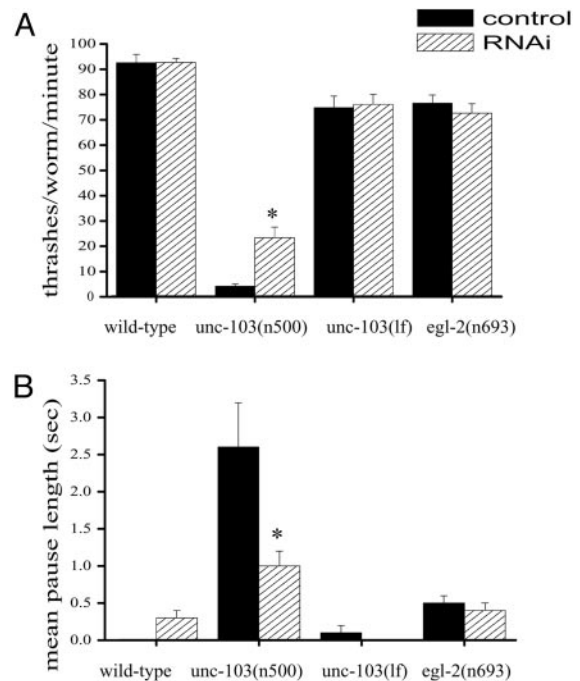 A
control
RNAi
thrashes/worm/minute
100
90
80
70
60
50
40
30
20
10
0
*
wild-type unc-103(n500) unc-103(lf) egl-2(n693)
B
mean pause length (sec)
3.5
3.0
2.5
2.0
1.5
1.0
0.5
0.0
*
wild-type unc-103(n500) unc-103(lf) egl-2(n693)